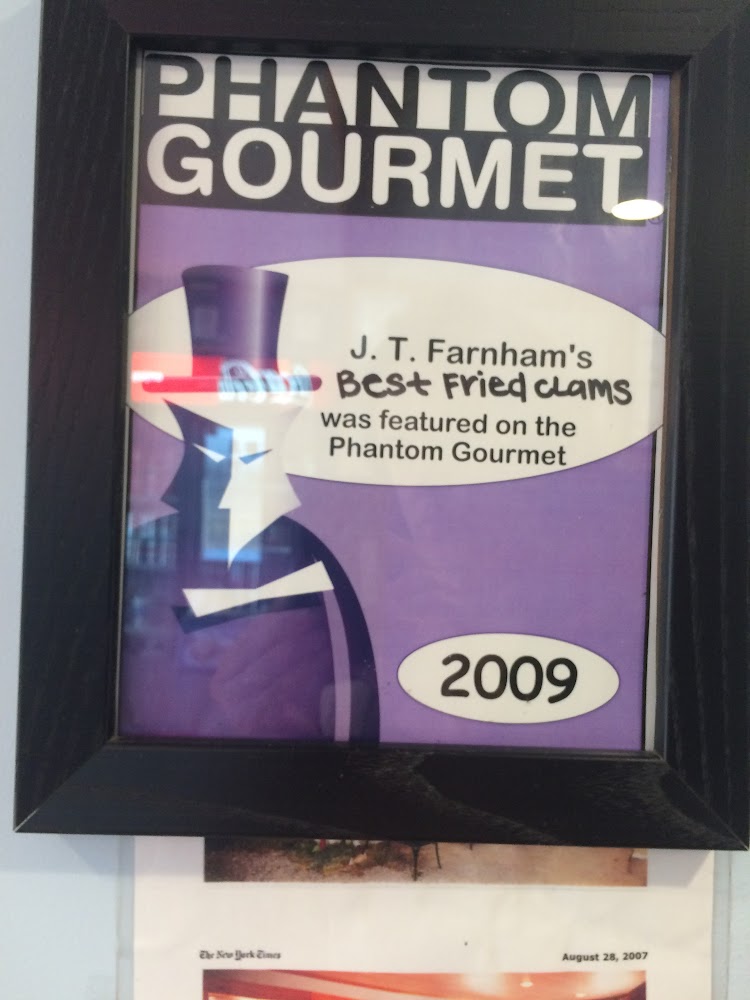 PHANTOM
GOURMET
J. T. Farnham's
Best Fried clams
was featured on the
Phantom Gourmet
2009
The New York Times August 28, 2007